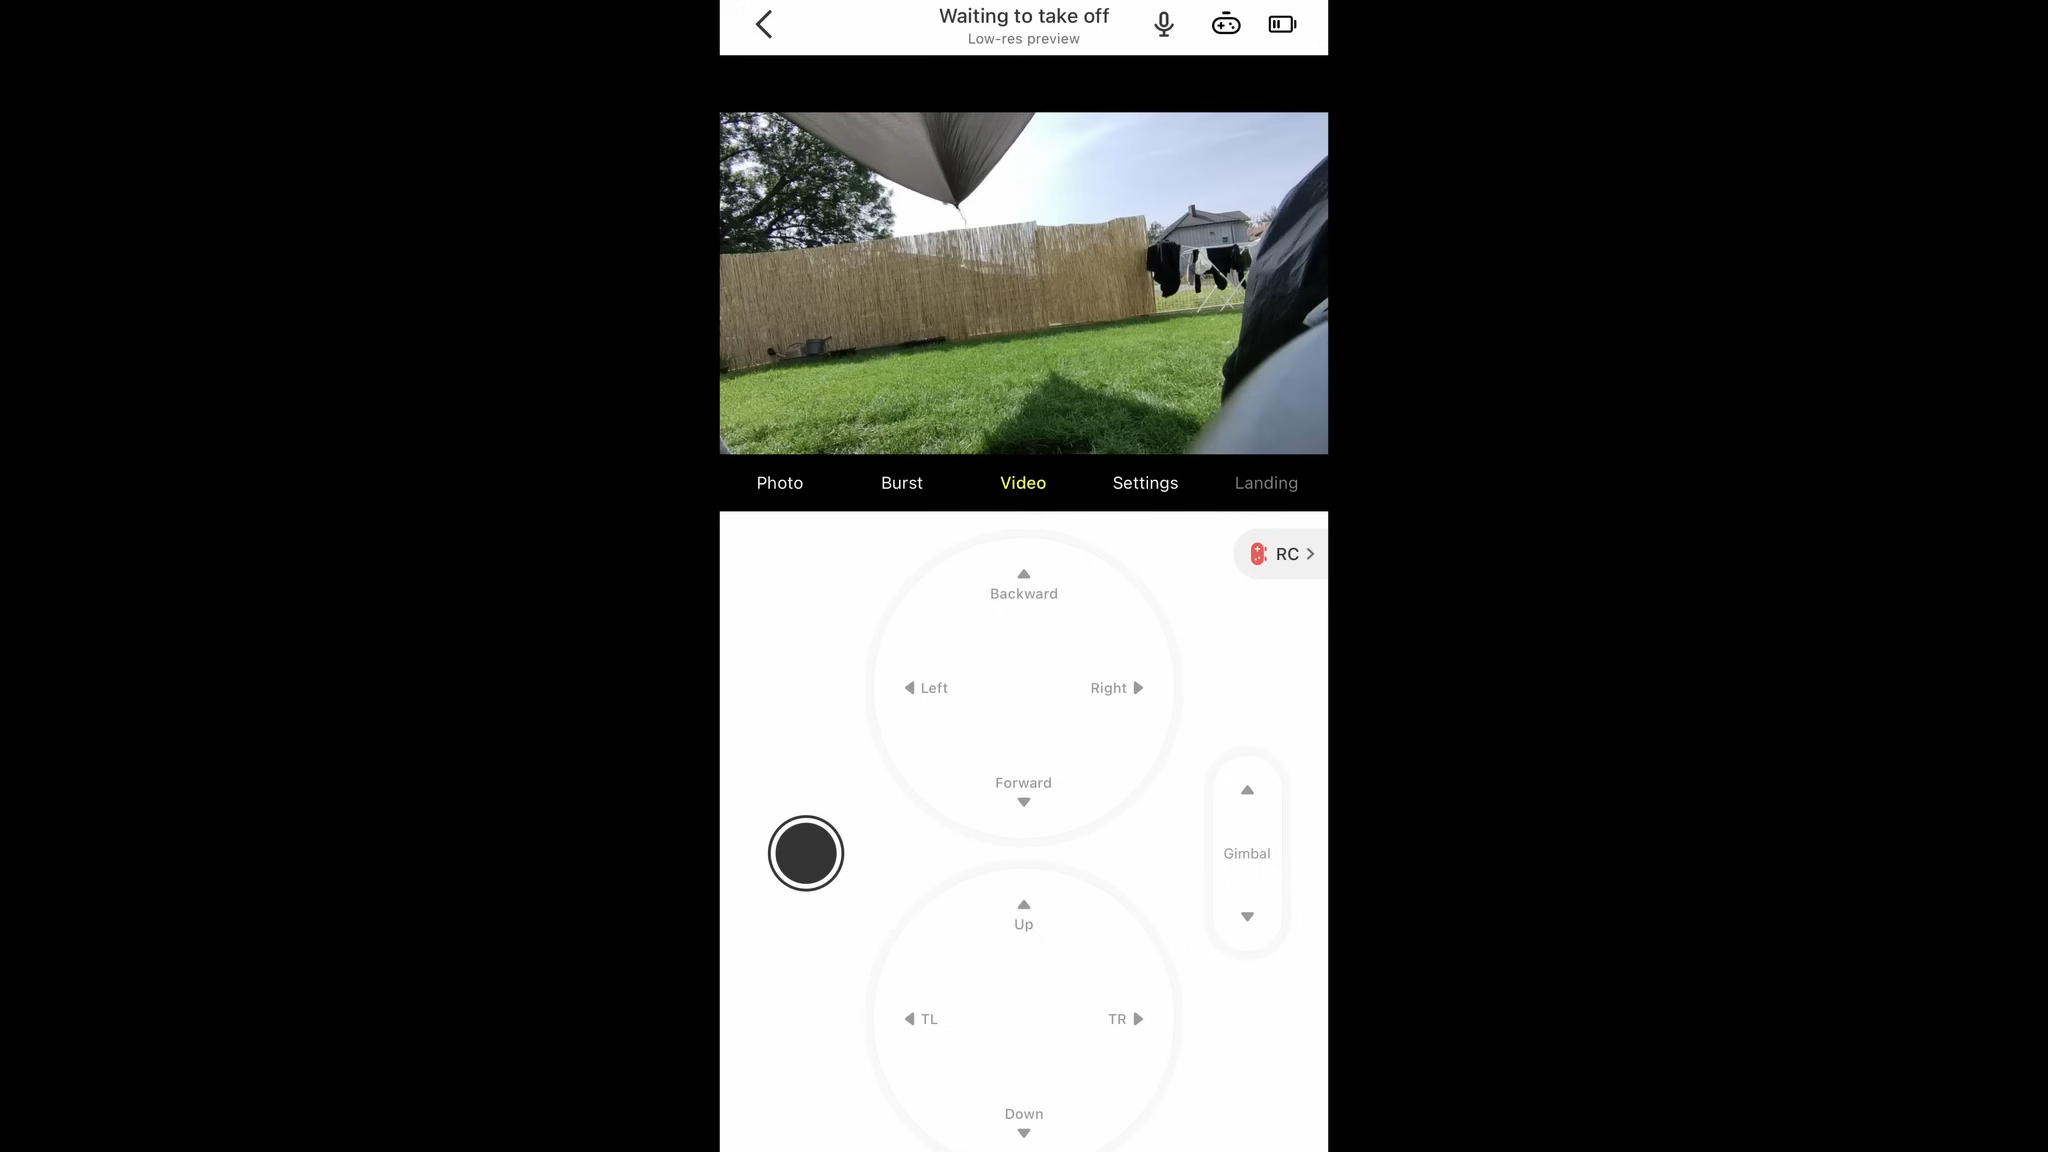 Waiting to take off
Low-res preview
Photo Burst Video Settings Landing
RC
Backward
Left Right
Forward
Gimbal
Up
TL TR
Down